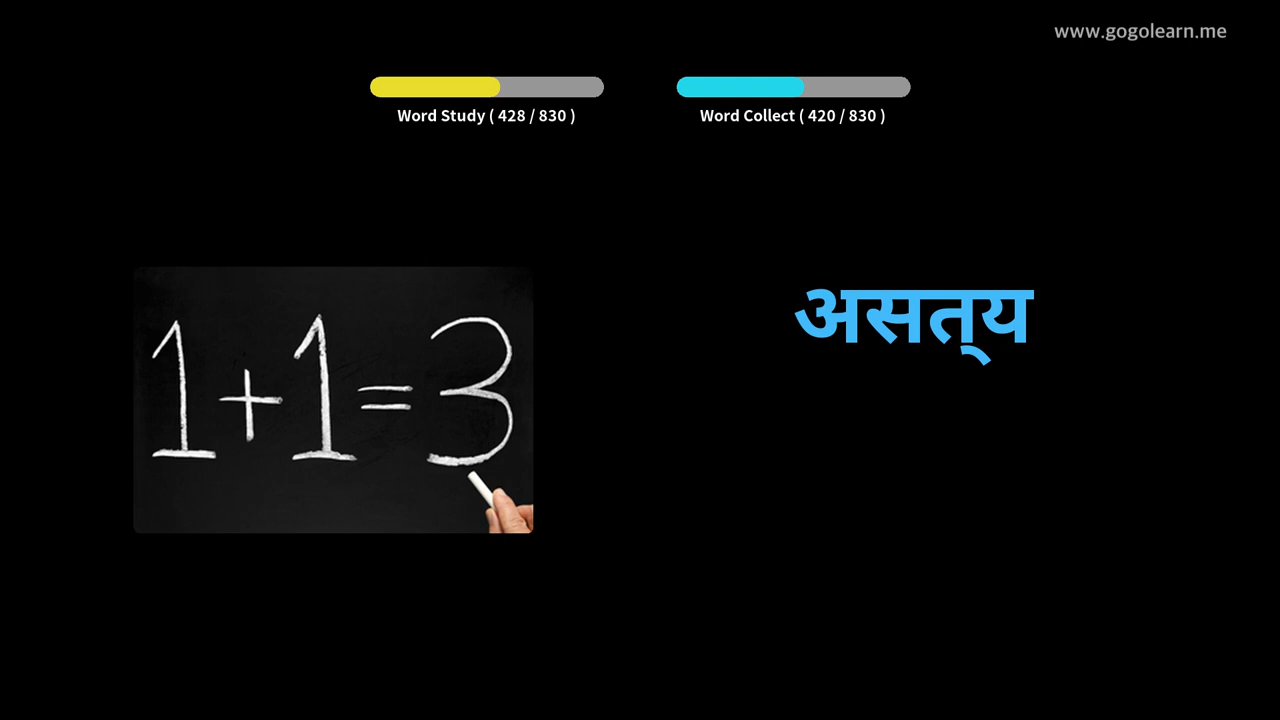 www.gogolearn.me
Word Study ( 428 / 830 )
Word Collect ( 420 / 830 )
1+1=3
असत्‌य